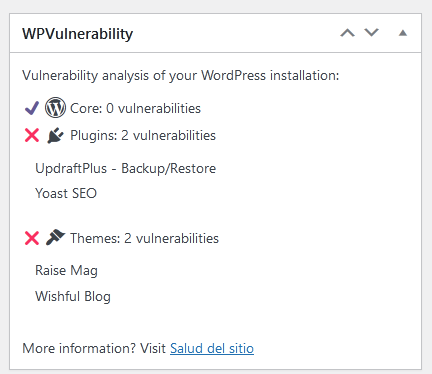 WPVulnerability
Vulnerability analysis of your WordPress installation:
Core: 0 vulnerabilities
Plugins: 2 vulnerabilities
UpdraftPlus - Backup/Restore
Yoast SEO
Themes: 2 vulnerabilities
Raise Mag
Wishful Blog
More information? Visit Salud del sitio